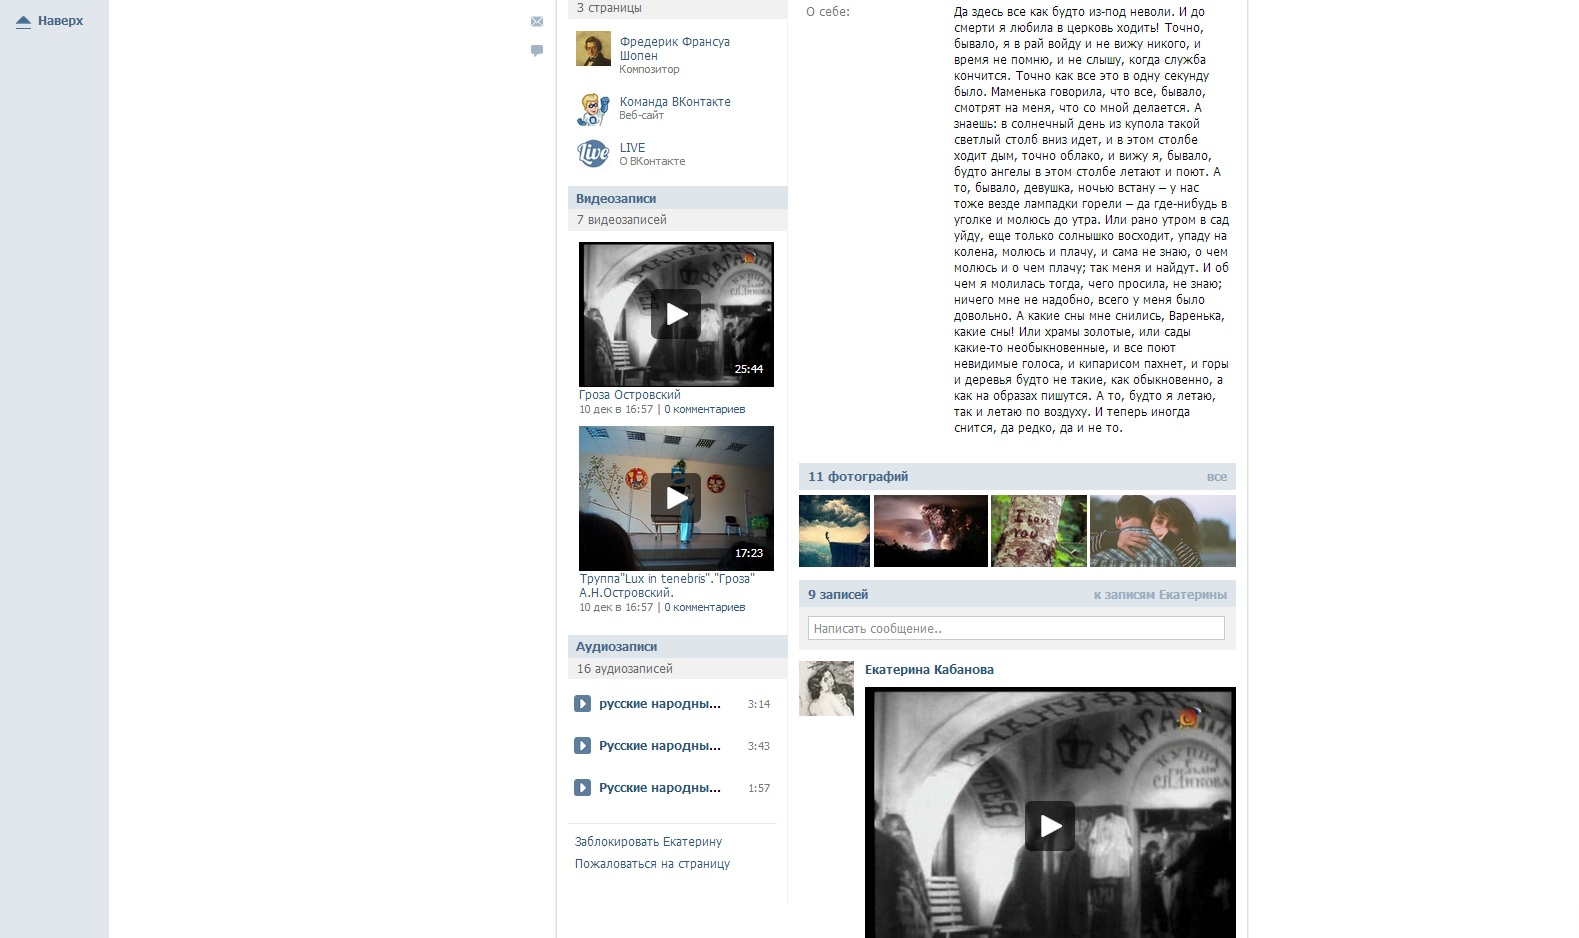 Наверх
3 страницы
Фредерик Франсуа
Шопен
Композитор
Команда ВКонтакте
Веб-сайт
Live
LIVE
О ВКонтакте
Видеозаписи
7 видеозаписей
25:44
Гроза Островский
10 дек в 16:57 | 0 комментариев
17:23
Труппа"Lux in tenebris"."Гроза"
А.Н.Островский.
10 дек в 16:57 | 0 комментариев
Аудиозаписи
16 аудиозаписей
русские народны... 3:14
Русские народны... 3:43
Русские народны... 1:57
Заблокировать Екатерину
Пожаловаться на страницу
О себе:
Да здесь все как будто из-под неволи. И до
смерти я любила в церковь ходить! Точно,
бывало, я в рай войду и не вижу никого, и
время не помню, и не слышу, когда служба
кончится. Точно как все это в одну секунду
было. Маменька говорила, что все, бывало,
смотрят на меня, что со мной делается. А
знаешь: в солнечный день из купола такой
светлый столб вниз идет, и в этом столбе
ходит дым, точно облако, и вижу я, бывало,
будто ангелы в этом столбе летают и поют. А
то, бывало, девушка, ночью встану – у нас
тоже везде лампадки горели – да где-нибудь в
уголке и молюсь до утра. Или рано утром в сад
уйду, еще только солнышко восходит, упаду на
колена, молюсь и плачу, и сама не знаю, о чем
молюсь и о чем плачу; так меня и найдут. И об
чем я молилась тогда, чего просила, не знаю;
ничего мне не надобно, всего у меня было
довольно. А какие сны мне снились, Варенька,
какие сны! Или храмы золотые, или сады
какие-то необыкновенные, и все поют
невидимые голоса, и кипарисом пахнет, и горы
и деревья будто не такие, как обыкновенно, а
как на образах пишутся. А то, будто я летаю,
так и летаю по воздуху. И теперь иногда
снится, да редко, да и не то.
11 фотографий все
I LOVE
YOU
9 записей к записям Екатерины
Написать сообщение..
Екатерина Кабанова
МАНУФАК
МАГАЗИН
КУПЦА
ГИЛЬДIИ
С.П.ДИКОВА